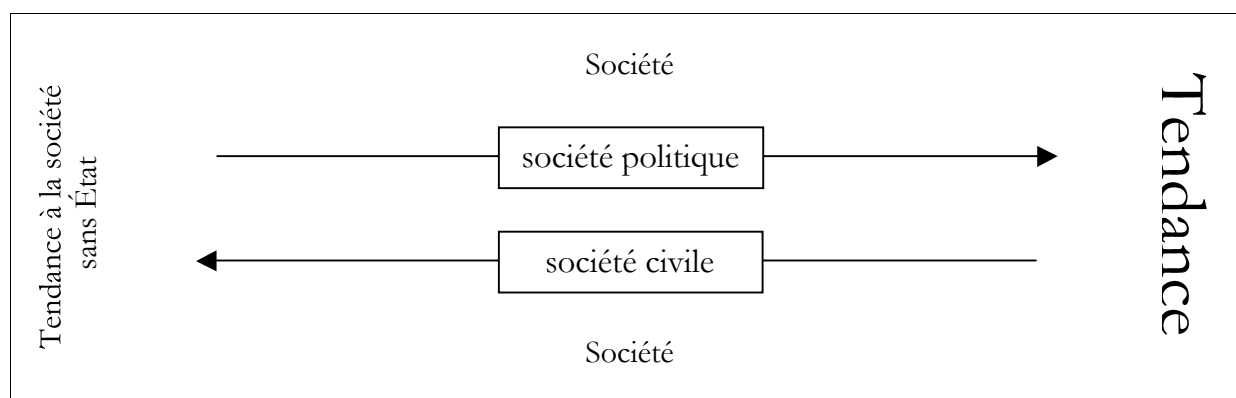 Tendance à la société
sans État
Société
société politique
société civile
Société
Tendance